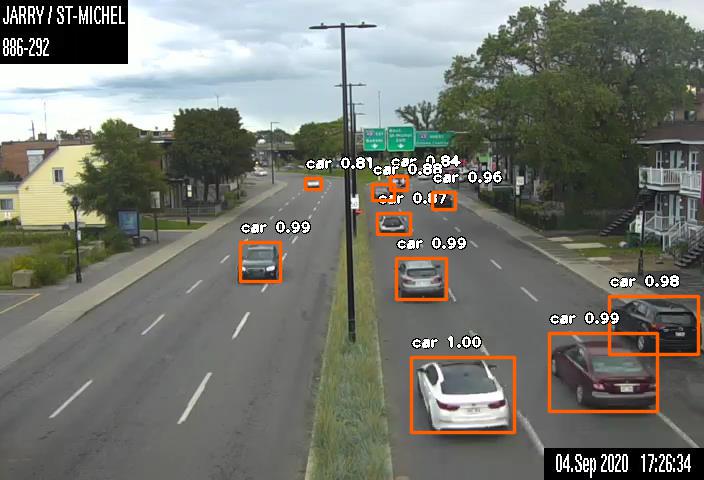 JARRY / ST-MICHEL
886-292
car 0.81
car 0.84
car 0.88
car 0.96
car 0.87
car 0.99
car 0.99
car 0.98
car 0.99
car 1.00
04.Sep 2020 17:26:34